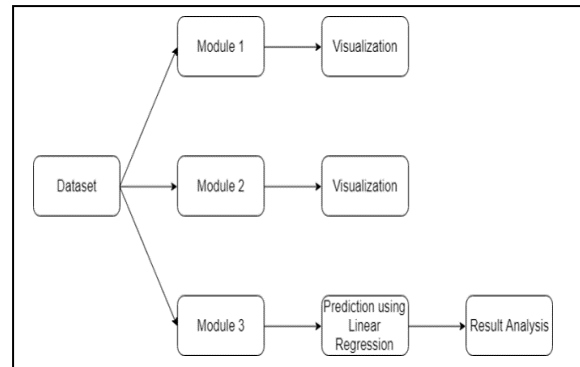 Module 1
Visualization
Dataset
Module 2
Visualization
Module 3
Prediction using
Linear
Regression
Result Analysis